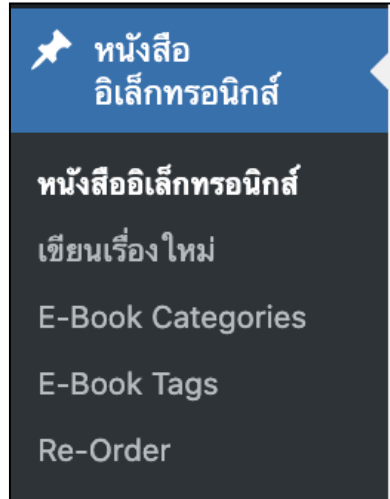 หนังสือ
อิเล็กทรอนิกส์
หนังสืออิเล็กทรอนิกส์
เขียนเรื่องใหม่
E-Book Categories
E-Book Tags
Re-Order